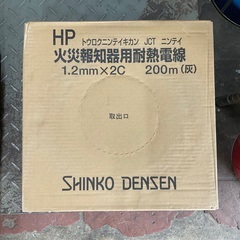 HP トウロクニンテイキカン JCT ニンテイ
火災報知器用耐熱電線
1.2mm×2C 200m(灰)
取出口
SHINKO DENSEN